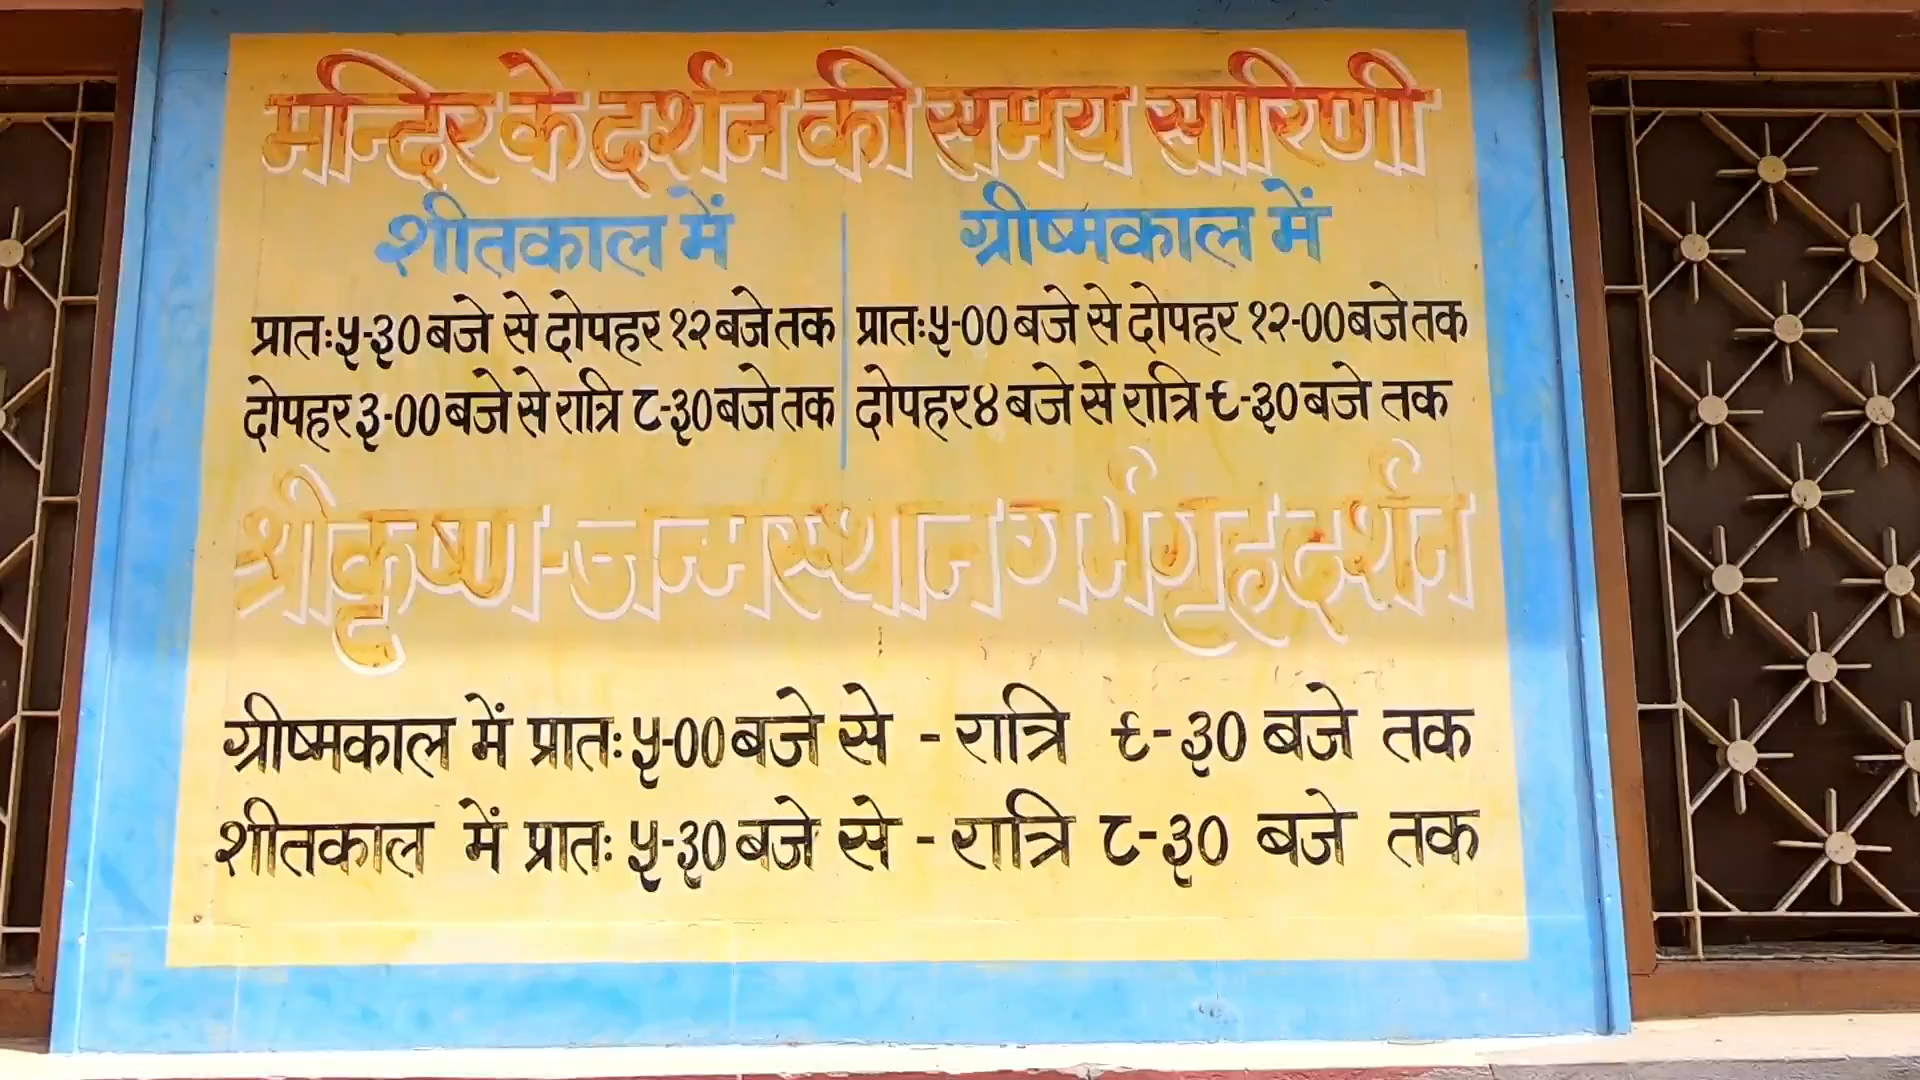 मन्दिर के दर्शन की समय सारिणी
शीतकाल में
प्रातः ५-३० बजे से दोपहर १२ बजे तक
दोपहर ३-०० बजे से रात्रि ८-३० बजे तक
ग्रीष्मकाल में
प्रातः ५-०० बजे से दोपहर १२-०० बजे तक
दोपहर ४ बजे से रात्रि ९-३० बजे तक
श्रीकृष्ण-जन्मस्थान गर्भगृह दर्शन
ग्रीष्मकाल में प्रातः ५-०० बजे से - रात्रि ९-३० बजे तक
शीतकाल में प्रातः ५-३० बजे से - रात्रि ८-३० बजे तक